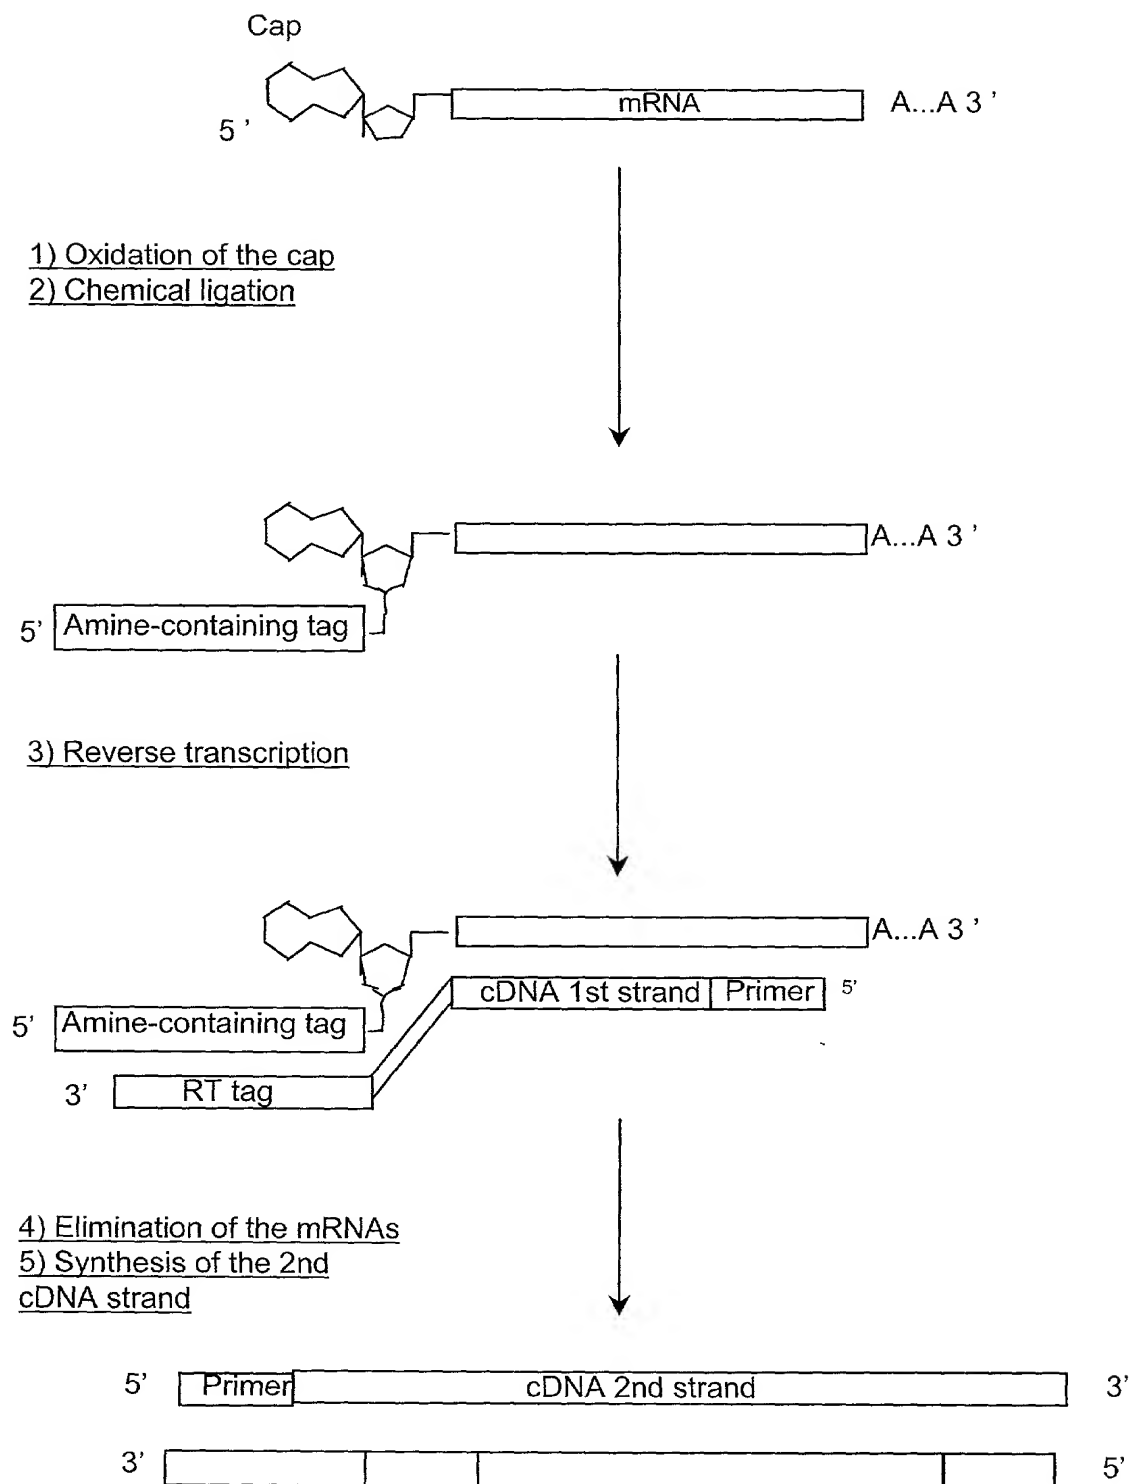 Cap
mRNA
A...A 3 '
5 '
1) Oxidation of the cap
2) Chemical ligation
A...A 3 '
5' Amine-containing tag
3) Reverse transcription
A...A 3 '
cDNA 1st strand Primer 5'
5' Amine-containing tag
3' RT tag
4) Elimination of the mRNAs
5) Synthesis of the 2nd
cDNA strand
5' Primer cDNA 2nd strand 3'
3' 5'